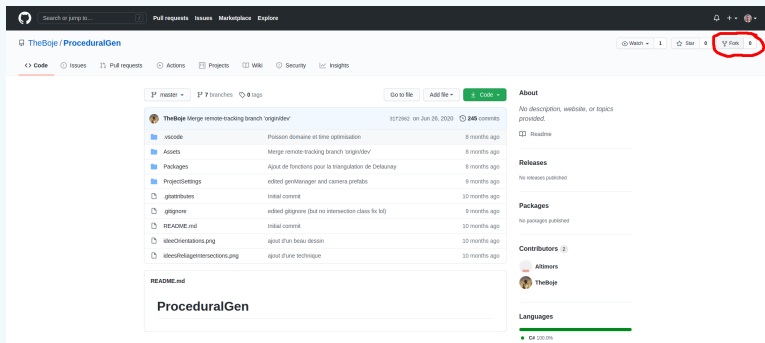 Search or jump to... / Pull requests Issues Marketplace Explore
TheBoje / ProceduralGen Watch 1 Star 0 Fork 0
Code Issues Pull requests Actions Projects Wiki Security Insights
master 7 branches 0 tags Go to file Add file Code
TheBoje Merge remote-tracking branch 'origin/dev' on Jun 26, 2020 245 commits
.vscode Poisson domaine et time optimisation 8 months ago
Assets Merge remote-tracking branch 'origin/dev' 8 months ago
Packages Ajout de fonctions pour la triangulation de Delaunay 8 months ago
ProjectSettings edited genManager and camera prefabs 9 months ago
.gitattributes Initial commit 10 months ago
.gitignore edited gitignore (but no intersection class fix lol) 9 months ago
README.md Initial commit 10 months ago
ideeOrientations.png ajout d'un beau dessin 10 months ago
ideesReliageIntersections.png ajout d'une technique 10 months ago
README.md
ProceduralGen
About
No description, website, or topics
provided.
Readme
Releases
No releases published
Packages
No packages published
Contributors 2
Altimors
TheBoje
Languages
C# 100.0%